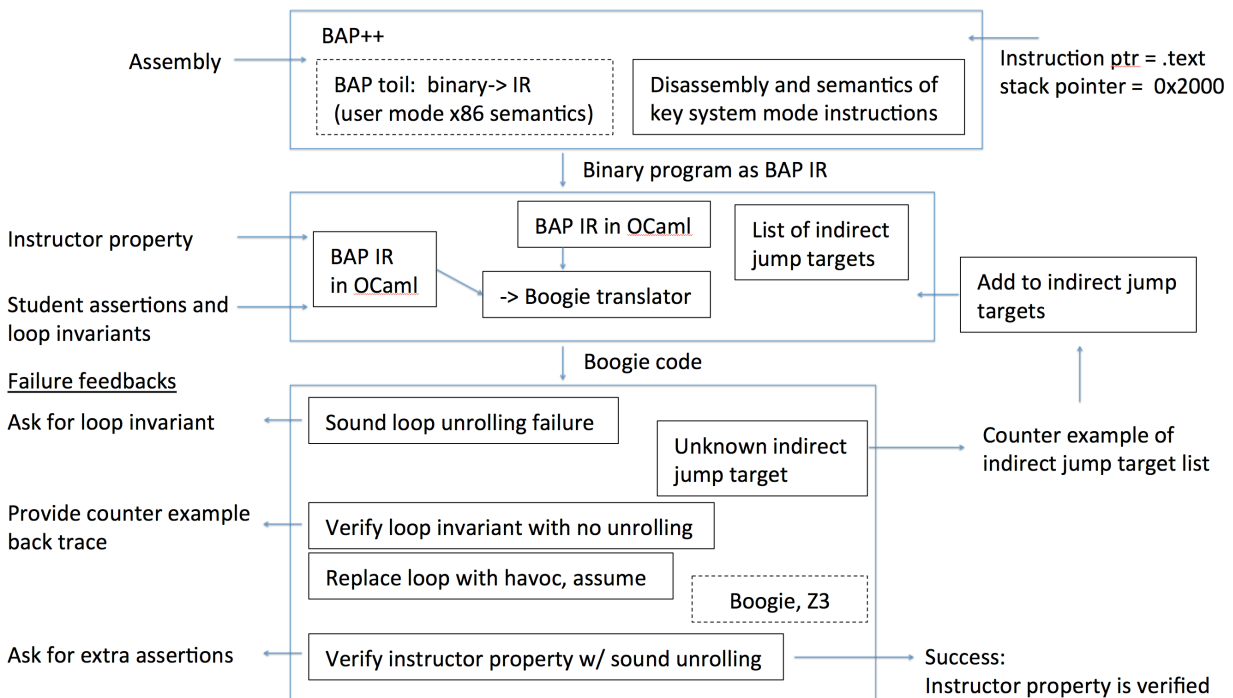 BAP++
Assembly
BAP toil:  binary-> IR
(user mode x86 semantics)
Disassembly and semantics of
key system mode instructions
Instruction ptr = .text
stack pointer =  0x2000
Binary program as BAP IR
Instructor property
Student assertions and
loop invariants
BAP IR
in OCaml
BAP IR in OCaml
-> Boogie translator
List of indirect
jump targets
Add to indirect jump
targets
Boogie code
Failure feedbacks
Ask for loop invariant
Sound loop unrolling failure
Unknown indirect
jump target
Counter example of
indirect jump target list
Provide counter example
back trace
Verify loop invariant with no unrolling
Replace loop with havoc, assume
Boogie, Z3
Ask for extra assertions
Verify instructor property w/ sound unrolling
Success:
Instructor property is verified